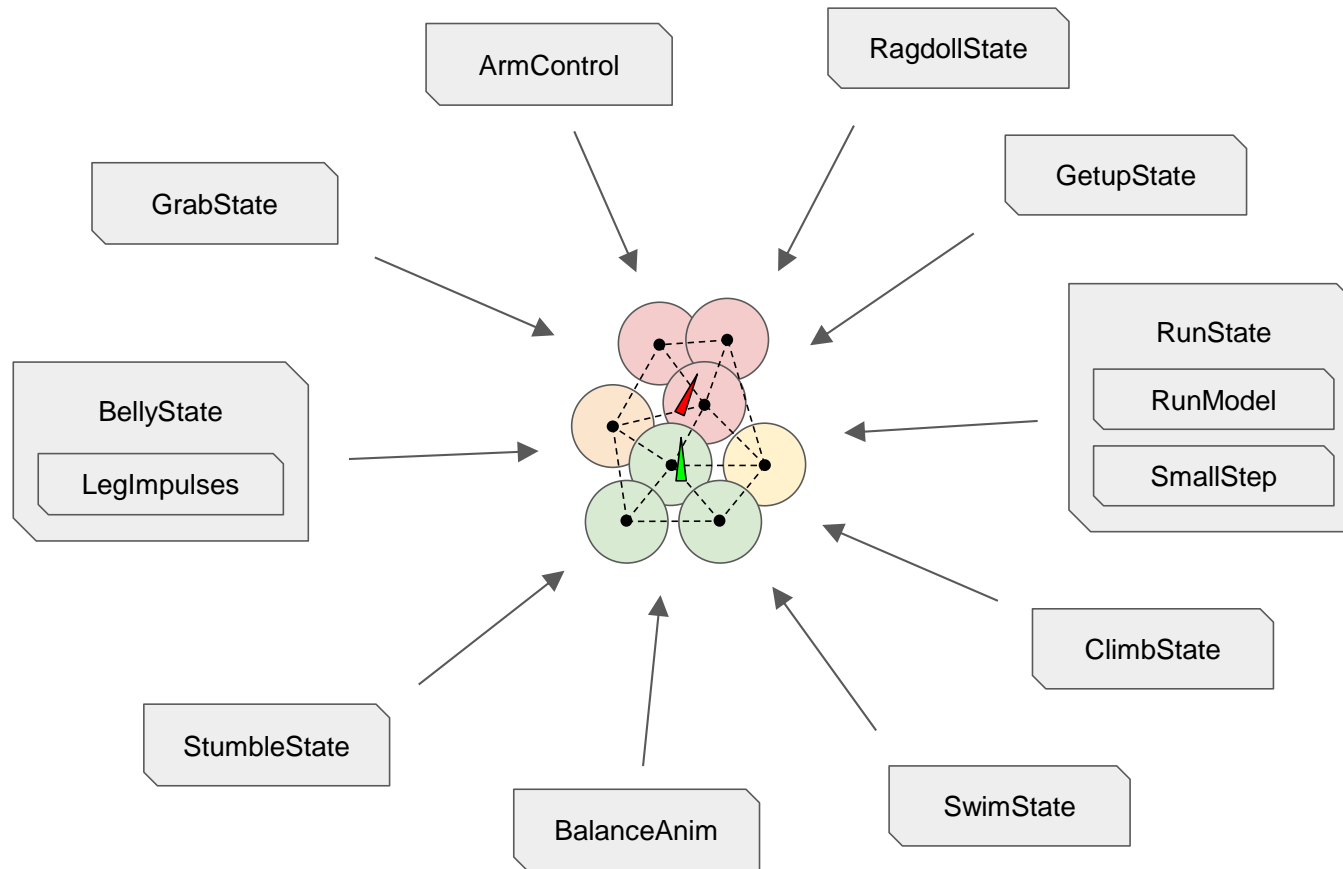 ArmControl
RagdollState
GrabState
GetupState
RunState
RunModel
SmallStep
BellyState
LegImpulses
ClimbState
StumbleState
SwimState
BalanceAnim